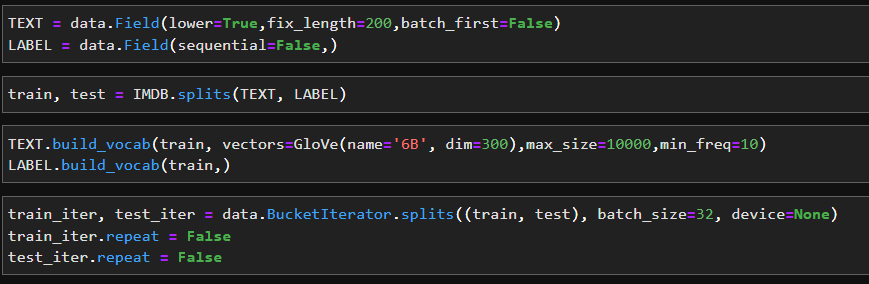 TEXT = data.Field(lower=True,fix_length=200,batch_first=False)
LABEL = data.Field(sequential=False,)
train, test = IMDB.splits(TEXT, LABEL)
TEXT.build_vocab(train, vectors=GloVe(name='6B', dim=300),max_size=10000,min_freq=10)
LABEL.build_vocab(train,)
train_iter, test_iter = data.BucketIterator.splits((train, test), batch_size=32, device=None)
train_iter.repeat = False
test_iter.repeat = False